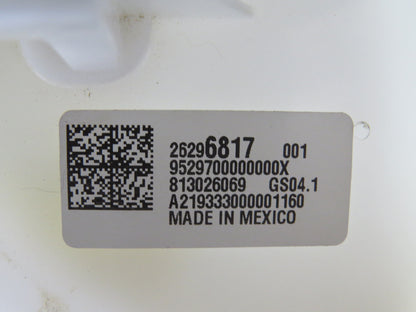 26296817 001
9529700000000X
813026069 GS04.1
A219333000001160
MADE IN MEXICO